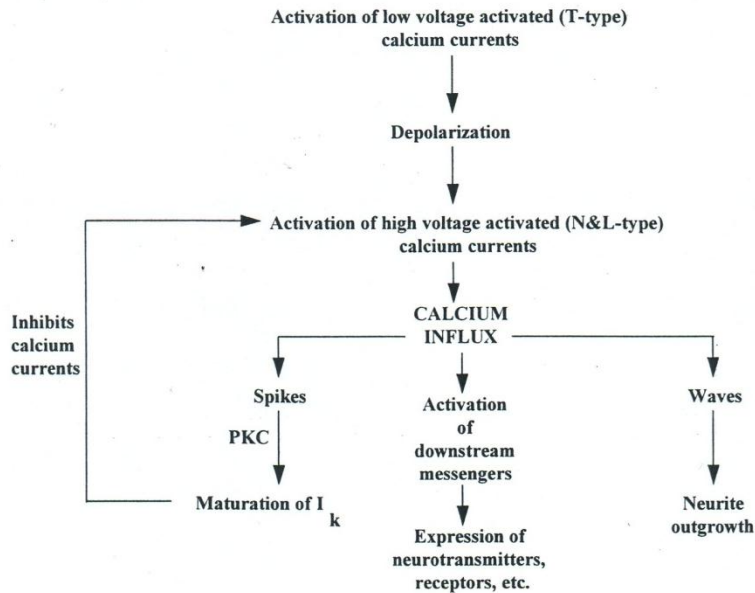 Activation of low voltage activated (T-type)
calcium currents
Depolarization
Activation of high voltage activated (N&L-type)
calcium currents
CALCIUM
INFLUX
Inhibits
calcium
currents
Spikes
PKC
Maturation of I
k
Activation
of
downstream
messengers
Expression of
neurotransmitters,
receptors, etc.
Waves
Neurite
outgrowth